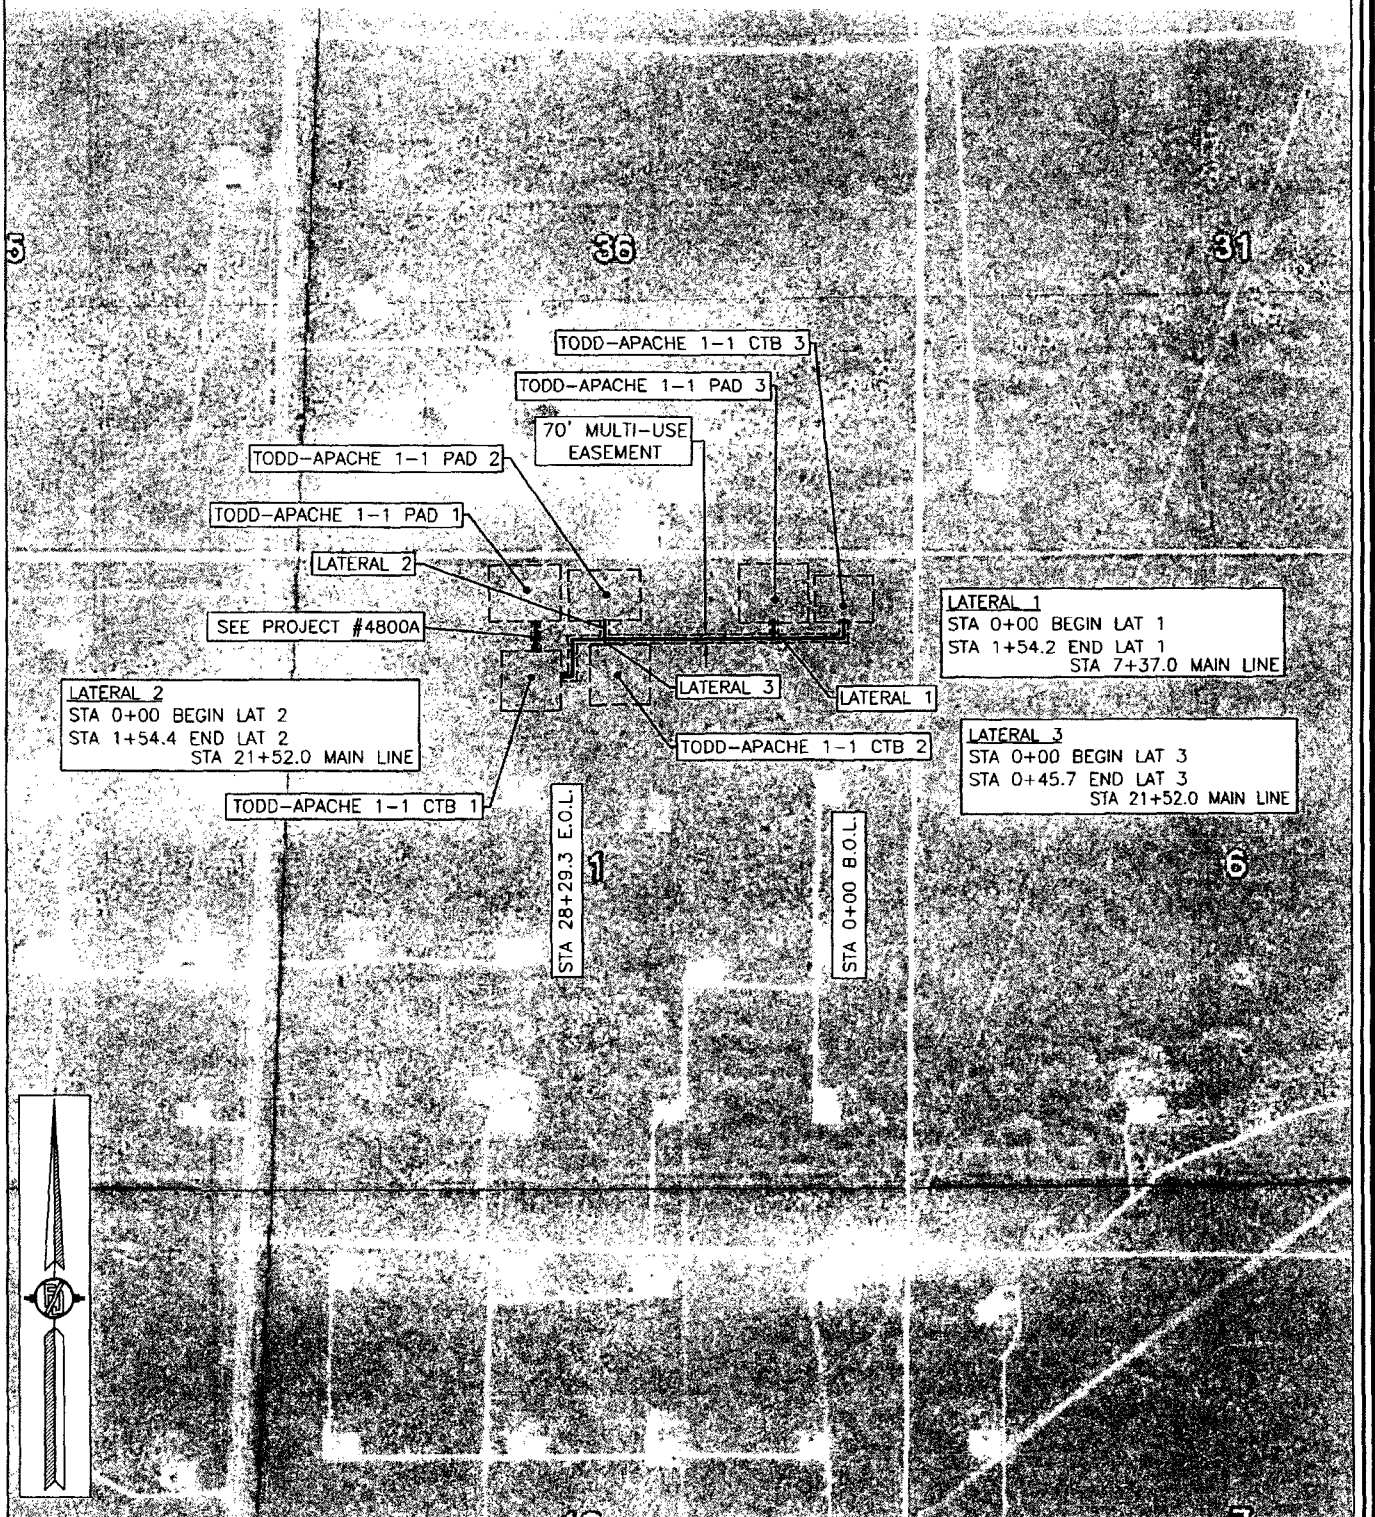 36
31
TODD-APACHE 1-1 CTB 3
TODD-APACHE 1-1 PAD 3
70' MULTI-USE
EASEMENT
TODD-APACHE 1-1 PAD 2
TODD-APACHE 1-1 PAD 1
LATERAL 2
SEE PROJECT #4800A
LATERAL 1
STA 0+00 BEGIN LAT 1
STA 1+54.2 END LAT 1
STA 7+37.0 MAIN LINE
LATERAL 3
LATERAL 1
LATERAL 2
STA 0+00 BEGIN LAT 2
STA 1+54.4 END LAT 2
STA 21+52.0 MAIN LINE
TODD-APACHE 1-1 CTB 2
LATERAL 3
STA 0+00 BEGIN LAT 3
STA 0+45.7 END LAT 3
STA 21+52.0 MAIN LINE
TODD-APACHE 1-1 CTB 1
STA 28+29.3 E.O.L.
1
STA 0+00 B.O.L.
6